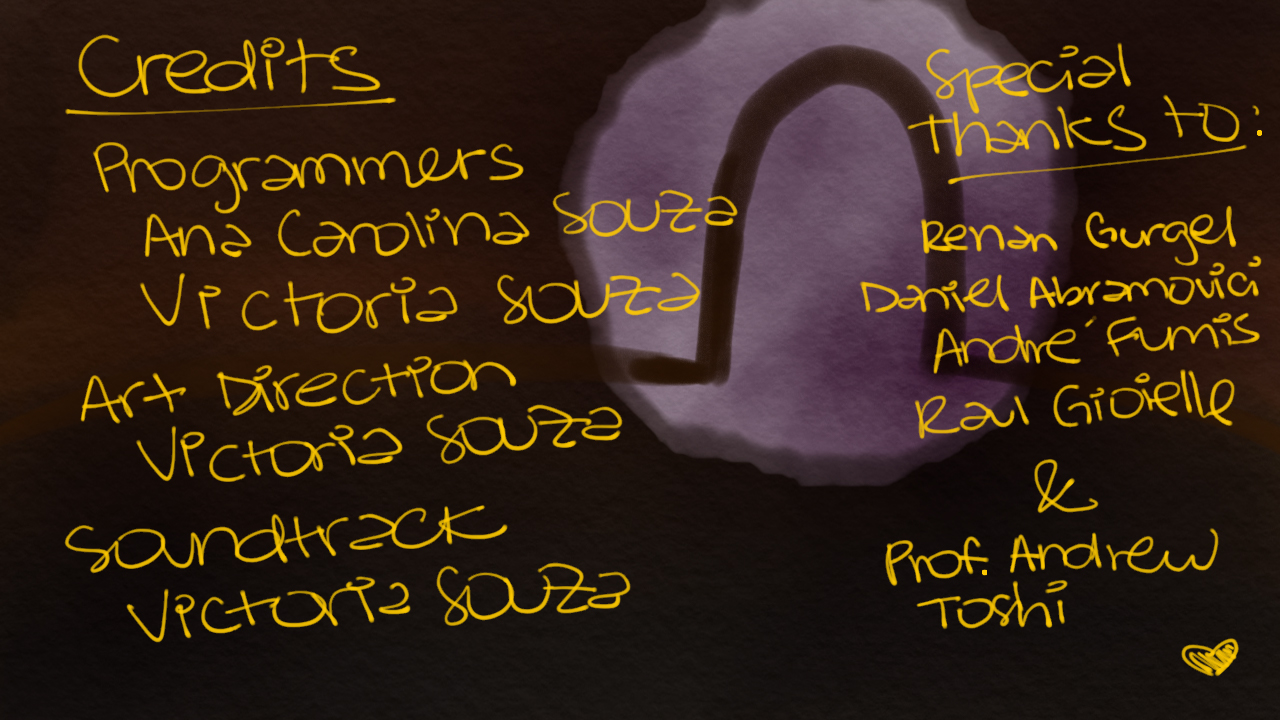 Credits
Programmers
Ana Carolina Souza
Victoria Souza
Art Direction
Victoria Souza
Soundtrack
Victoria Souza
Special
Thanks to:
Renan Gurgel
Daniel Abramovici
André Fumis
Raul Gioielle
&
Prof. Andrew
Toshi